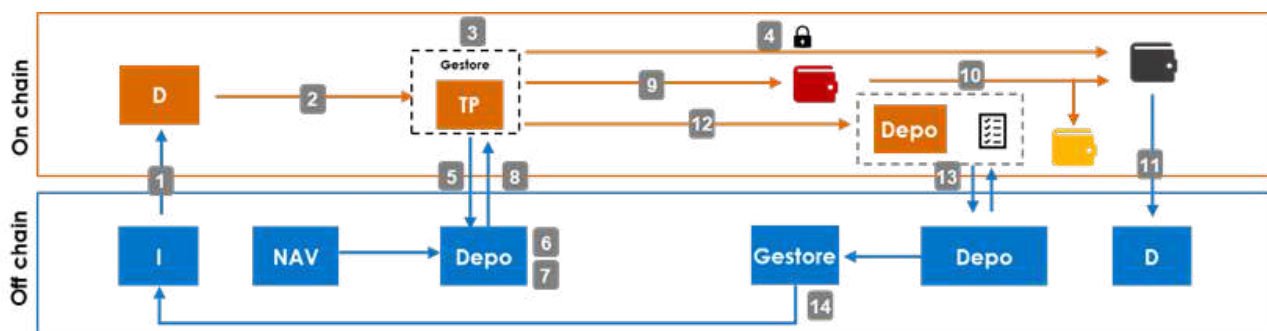 On chain
3
4
Gestore
9
10
D
2
TP
12
Depo
1
5
8
13
11
Off chain
I
NAV
Depo
6
7
Gestore
Depo
D
14